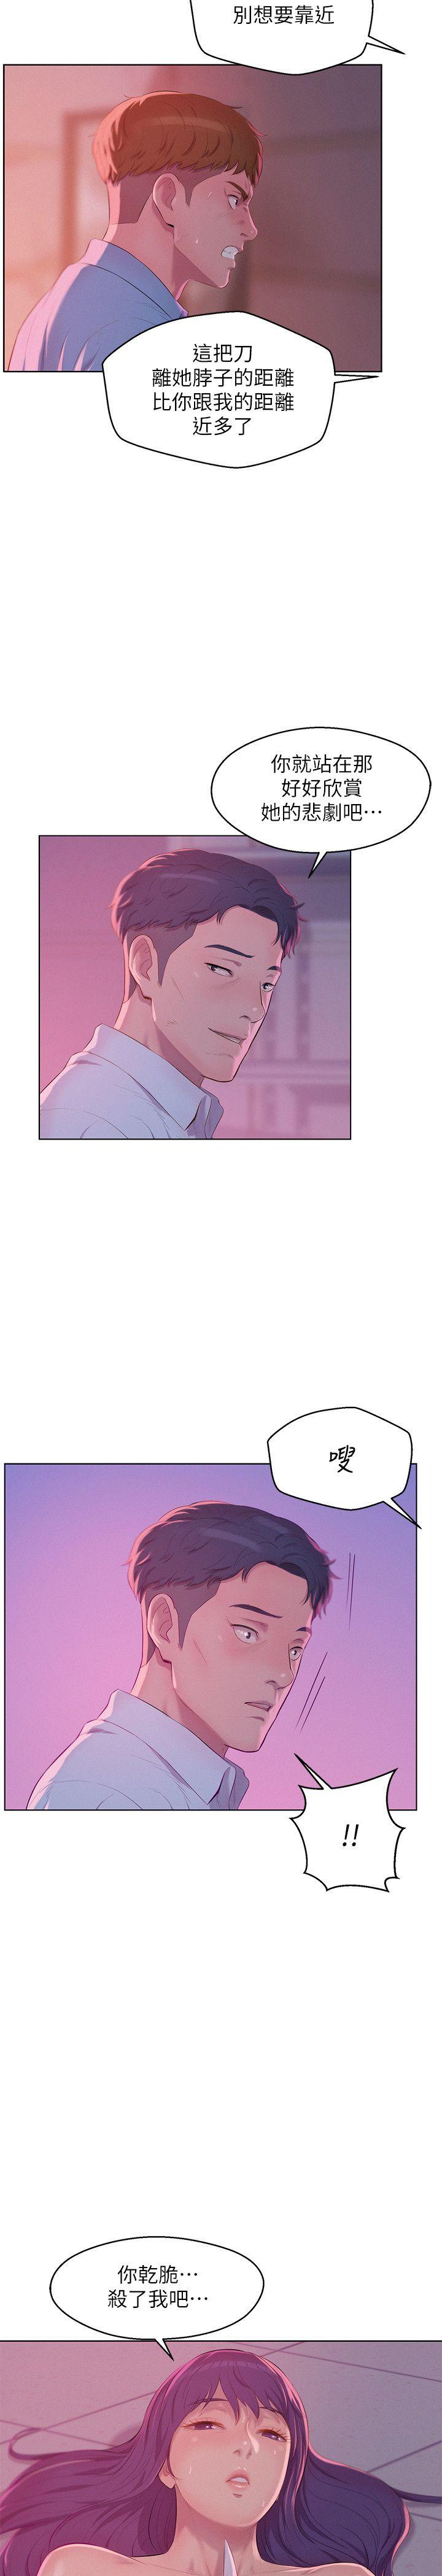 別想要靠近
這把刀
離她脖子的距離
比你跟我的距離
近多了
你就站在那
好好欣賞
她的悲劇吧…
嗖
!!
你乾脆…
殺了我吧…